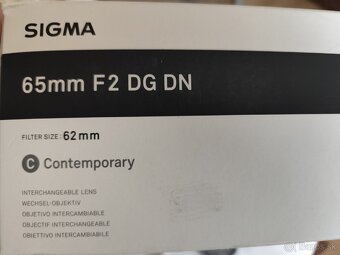 SIGMA
65mm F2 DG DN
FILTER SIZE: 62mm
C Contemporary
INTERCHANGEABLE LENS
WECHSEL-OBJEKTIV
OBJETIVO INTERCAMBIABLE
OBJECTIF INTERCHANGEABLE
OBIETTIVO INTERCAMBIABILE